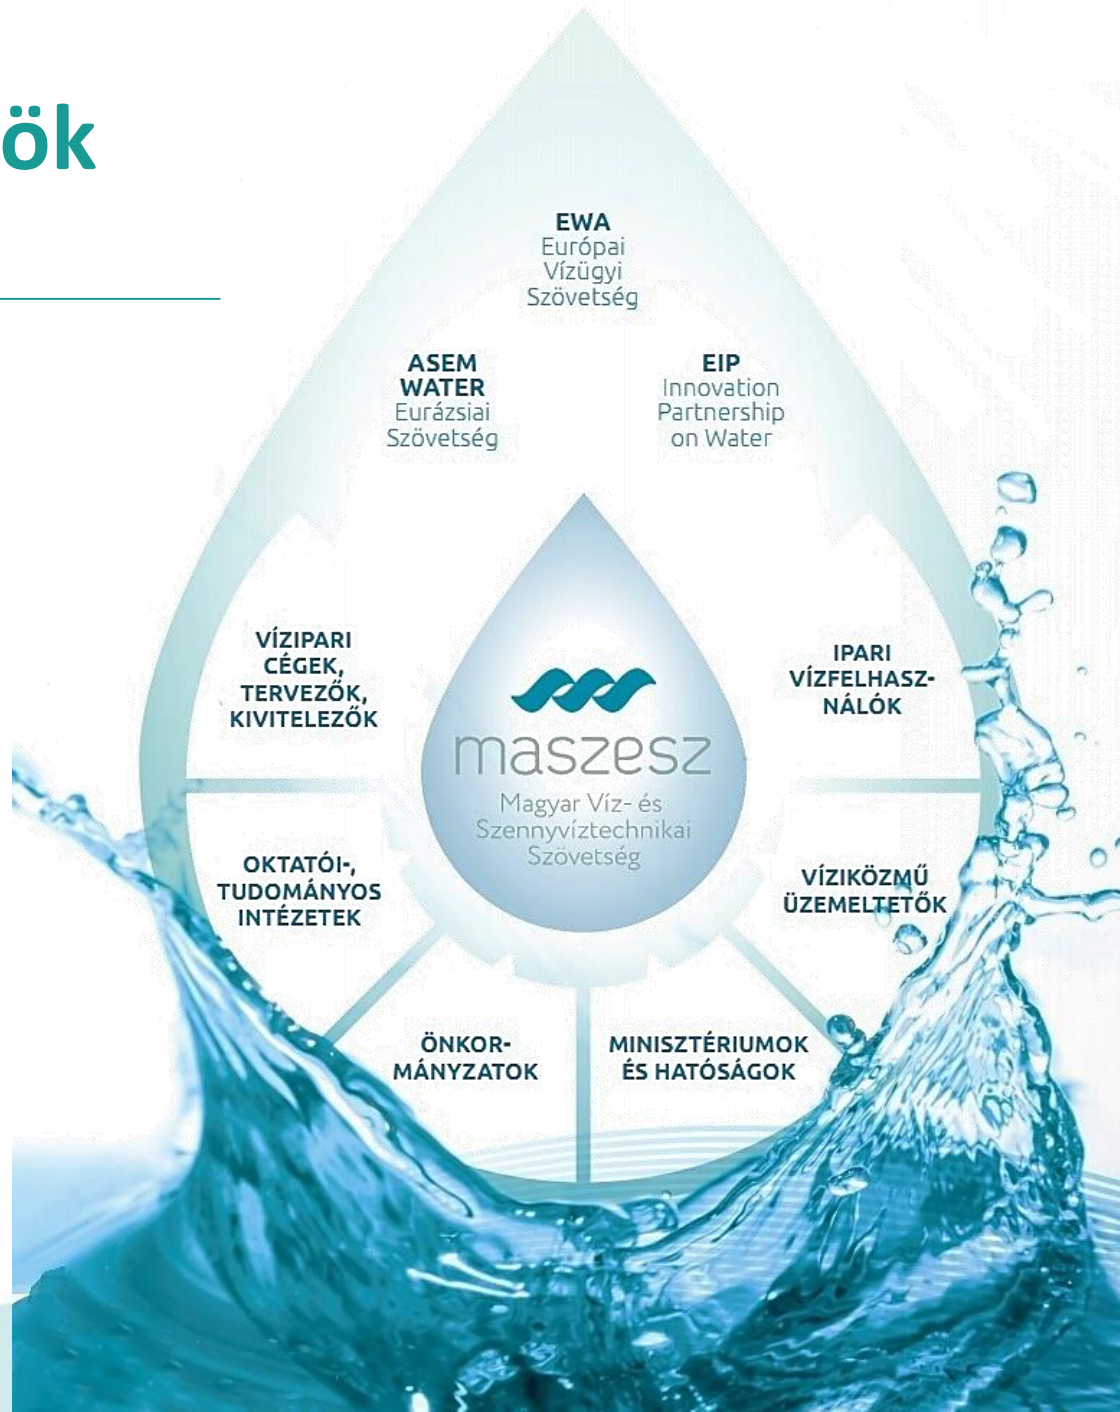 ök
EWA
Európai
Vízügyi
Szövetség
ASEM
WATER
Eurázsiai
Szövetség
EIP
Innovation
Partnership
on Water
VÍZIPARI
CÉGEK,
TERVEZŐK,
KIVITELEZŐK
IPARI
VÍZFELHASZ-
NÁLÓK
maszesz
Magyar Víz- és
Szennyvíztechnikai
Szövetség
OKTATÓI-,
TUDOMÁNYOS
INTÉZETEK
VÍZIKÖZMŰ
ÜZEMELTETŐK
ÖNKOR-
MÁNYZATOK
MINISZTÉRIUMOK
ÉS HATÓSÁGOK